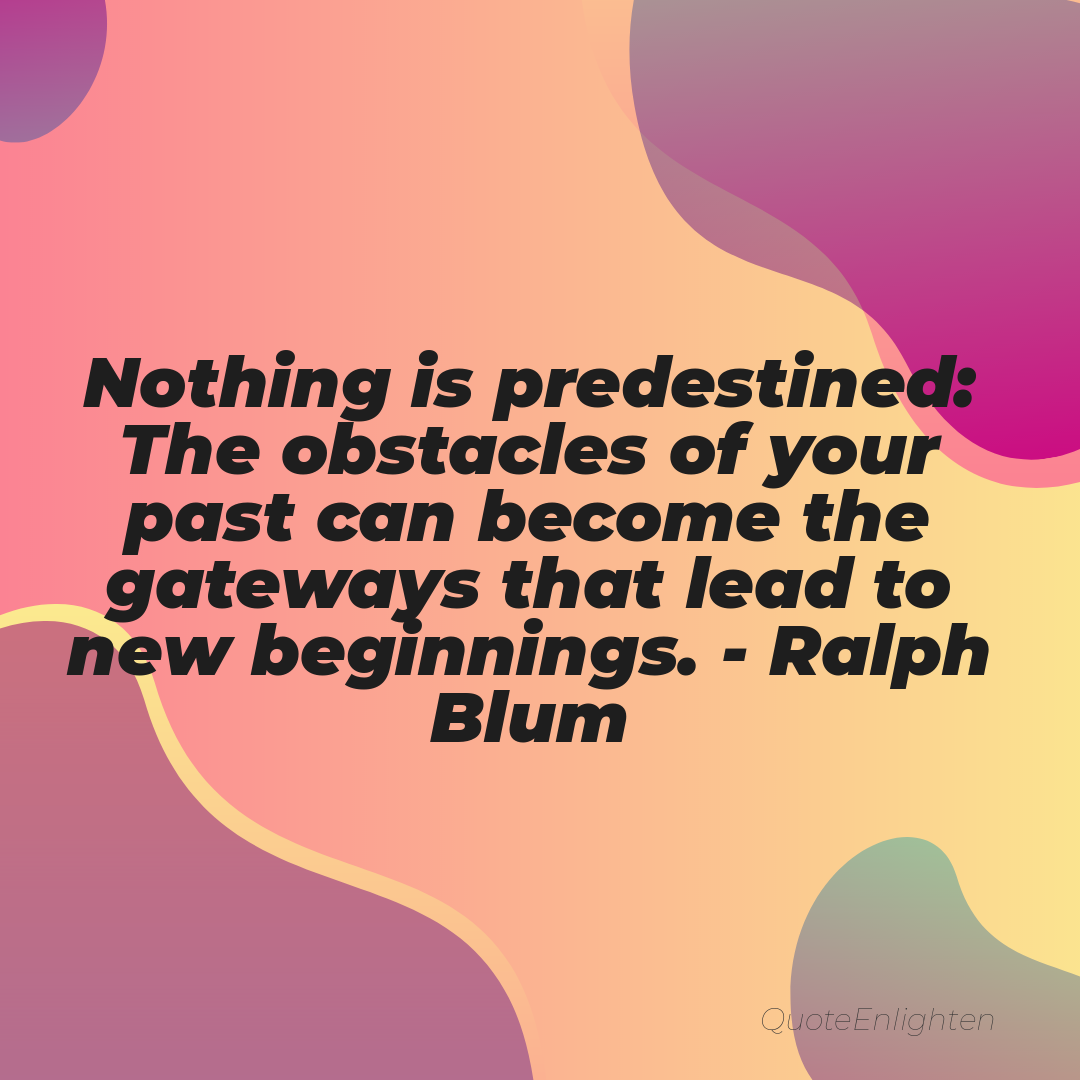 Nothing is predestined:
The obstacles of your
past can become the
gateways that lead to
new beginnings. - Ralph
Blum
QuoteEnlighten